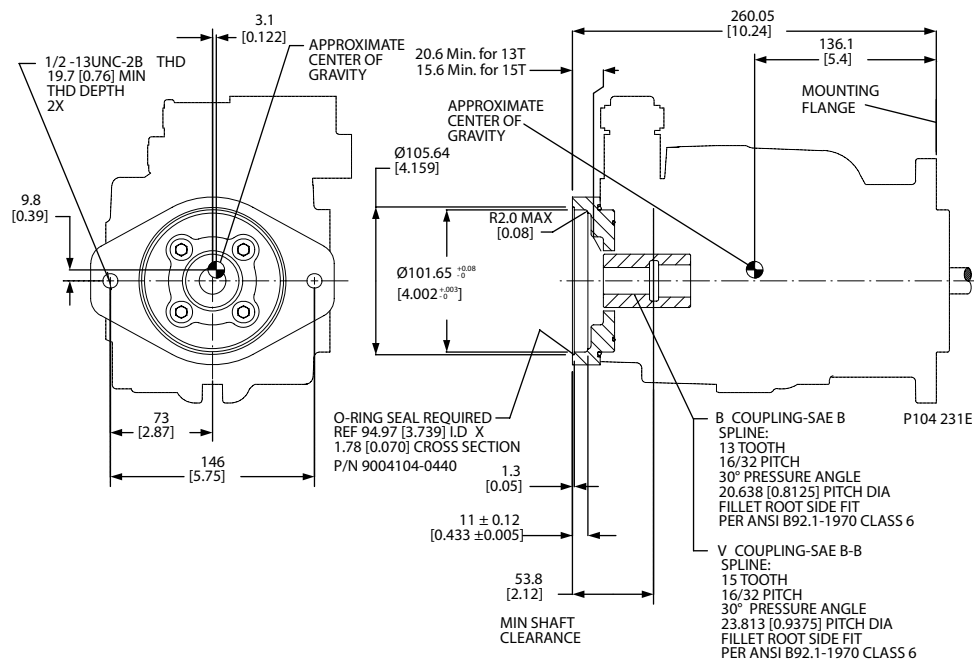 3.1
[0.122]
1/2 -13UNC-2B THD
19.7 [0.76] MIN
THD DEPTH
2X
APPROXIMATE
CENTER OF
GRAVITY
9.8
[0.39]
73
[2.87]
146
[5.75]
260.05
[10.24]
136.1
[5.4]
20.6 Min. for 13T
15.6 Min. for 15T
MOUNTING
FLANGE
APPROXIMATE
CENTER OF
GRAVITY
Ø105.64
[4.159]
R2.0 MAX
[0.08]
Ø101.65 +0.08 -0
[4.002 +.003 -0]
O-RING SEAL REQUIRED
REF 94.97 [3.739] I.D X
1.78 [0.070] CROSS SECTION
P/N 9004104-0440
1.3
[0.05]
11 ± 0.12
[0.433 ±0.005]
53.8
[2.12]
MIN SHAFT
CLEARANCE
P104 231E
B COUPLING-SAE B
SPLINE:
13 TOOTH
16/32 PITCH
30° PRESSURE ANGLE
20.638 [0.8125] PITCH DIA
FILLET ROOT SIDE FIT
PER ANSI B92.1-1970 CLASS 6
V COUPLING-SAE B-B
SPLINE:
15 TOOTH
16/32 PITCH
30° PRESSURE ANGLE
23.813 [0.9375] PITCH DIA
FILLET ROOT SIDE FIT
PER ANSI B92.1-1970 CLASS 6